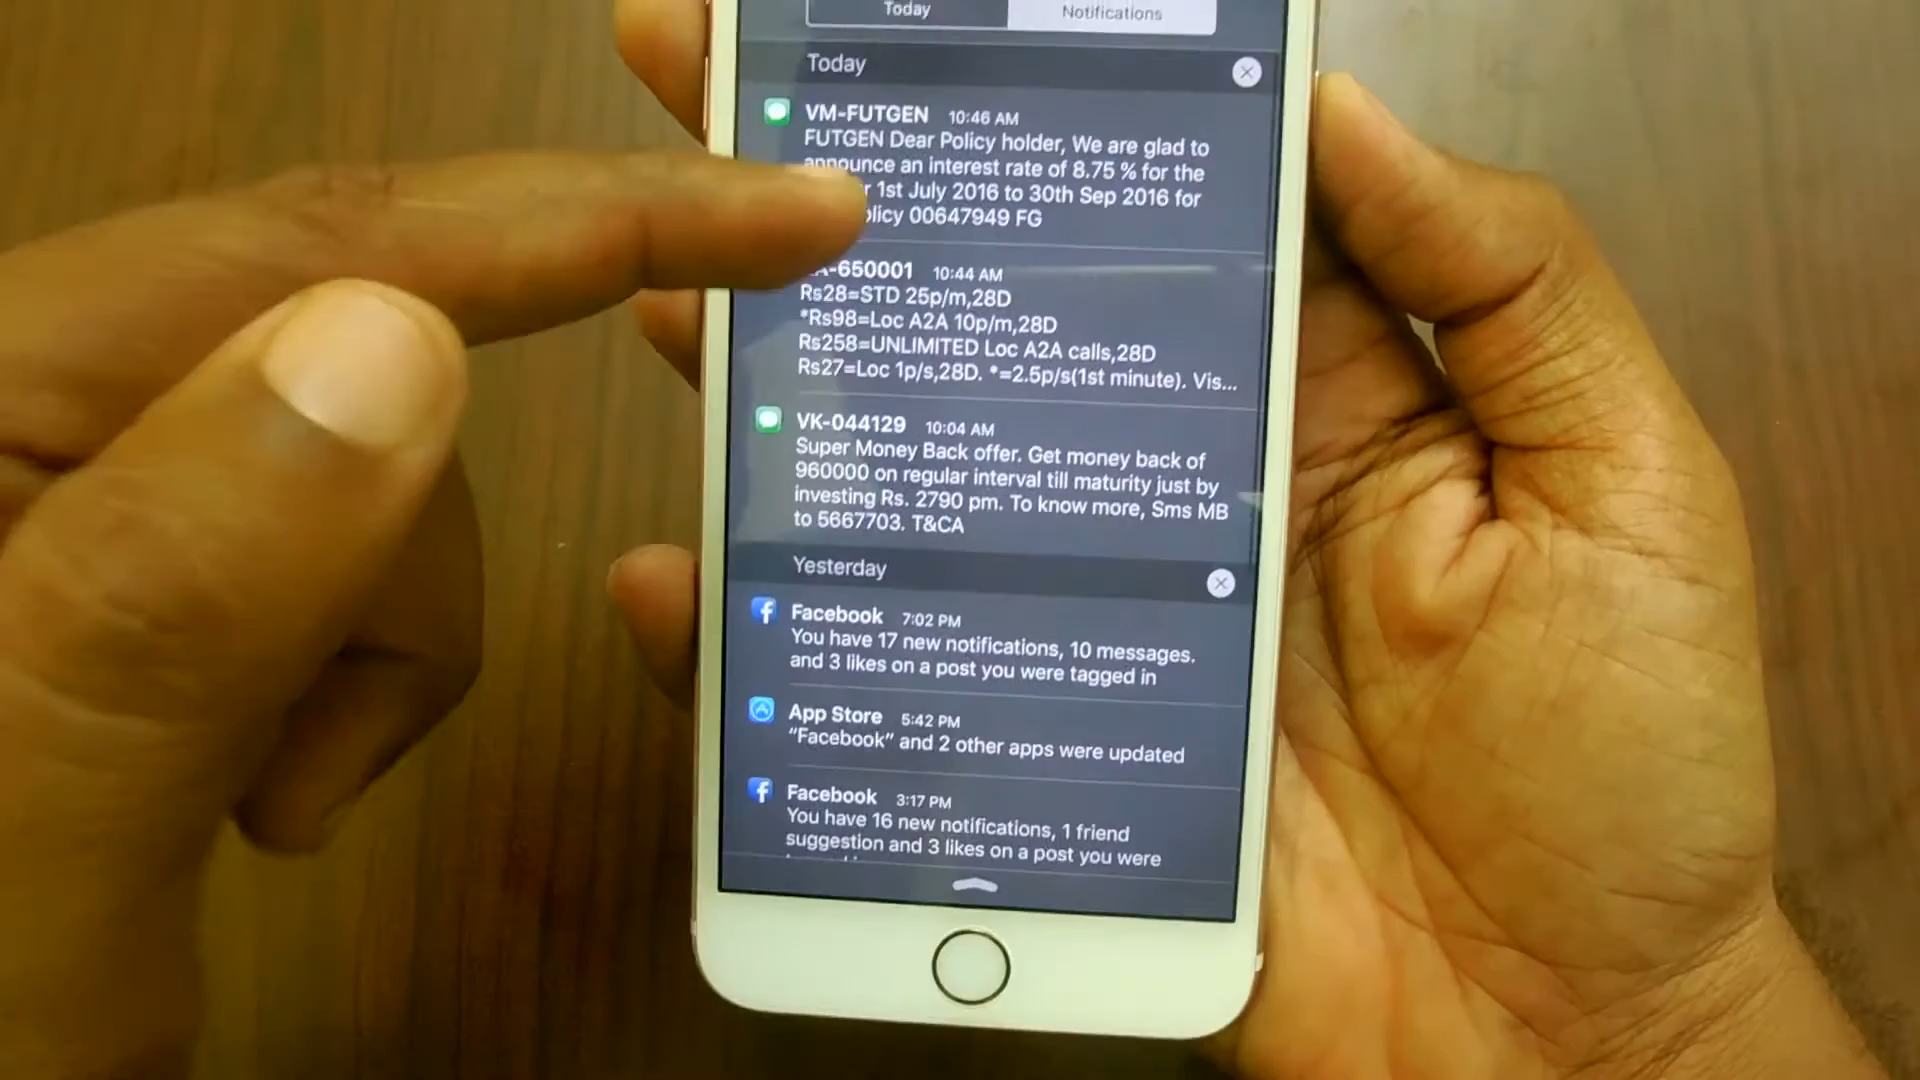 Today
Notifications
Today
VM-FUTGEN 10:46 AM
FUTGEN Dear Policy holder, We are glad to
announce an interest rate of 8.75 % for the
1st July 2016 to 30th Sep 2016 for
00647949 FG
-650001 10:44 AM
Rs28=STD 25p/m,28D
*Rs98=Loc A2A 10p/m,28D
Rs258=UNLIMITED Loc A2A calls,28D
Rs27=Loc 1p/s,28D. *=2.5p/s(1st minute). Vis...
VK-044129 10:04 AM
Super Money Back offer. Get money back of
960000 on regular interval till maturity just by
investing Rs. 2790 pm. To know more, Sms MB
to 5667703. T&CA
Yesterday
Facebook 7:02 PM
You have 17 new notifications, 10 messages.
and 3 likes on a post you were tagged in
App Store 5:42 PM
“Facebook” and 2 other apps were updated
Facebook 3:17 PM
You have 16 new notifications, 1 friend
suggestion and 3 likes on a post you were